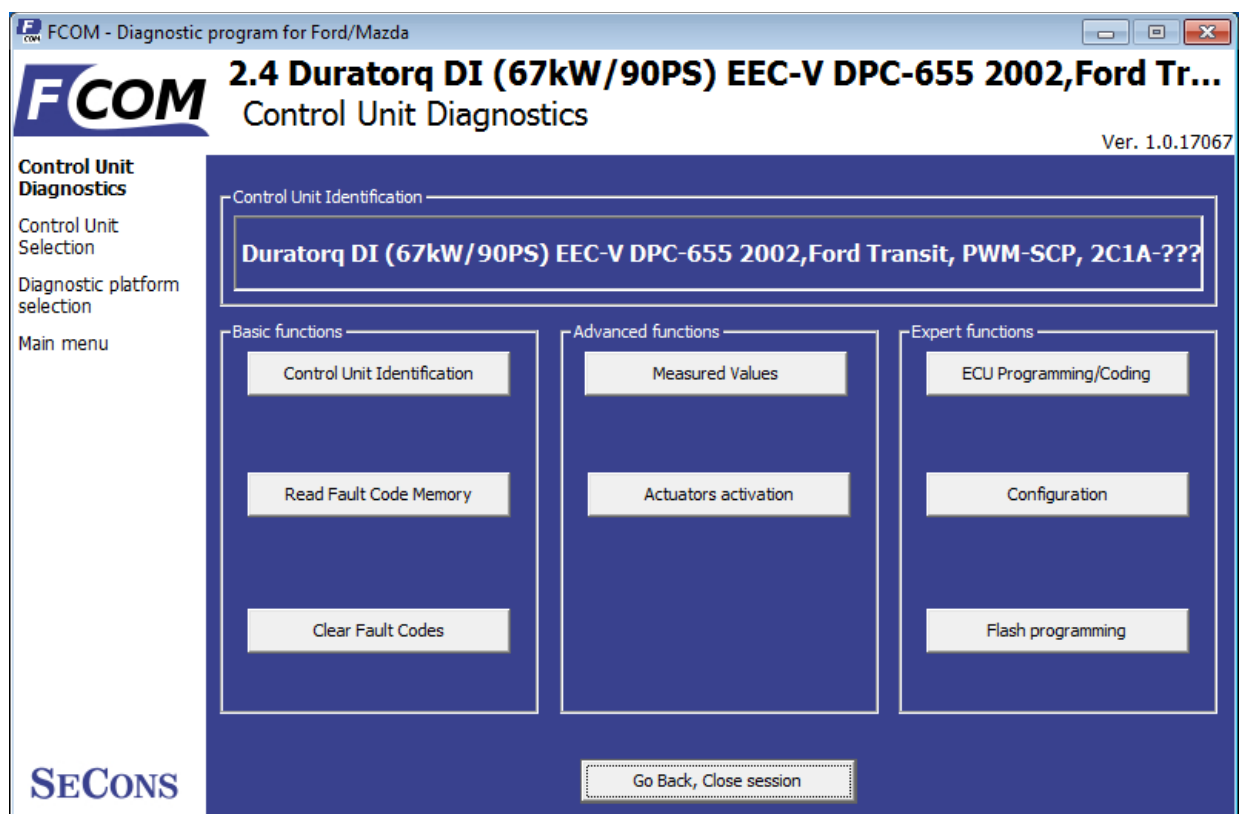 FCOM - Diagnostic program for Ford/Mazda
FCOM
2.4 Duratorq DI (67kW/90PS) EEC-V DPC-655 2002,Ford Tr...
Control Unit Diagnostics
Ver. 1.0.17067
Control Unit
Diagnostics
Control Unit
Selection
Diagnostic platform
selection
Main menu
Control Unit Identification
Duratorq DI (67kW/90PS) EEC-V DPC-655 2002,Ford Transit, PWM-SCP, 2C1A-???
Basic functions
Control Unit Identification
Read Fault Code Memory
Clear Fault Codes
Advanced functions
Measured Values
Actuators activation
Expert functions
ECU Programming/Coding
Configuration
Flash programming
Go Back, Close session
SECONS